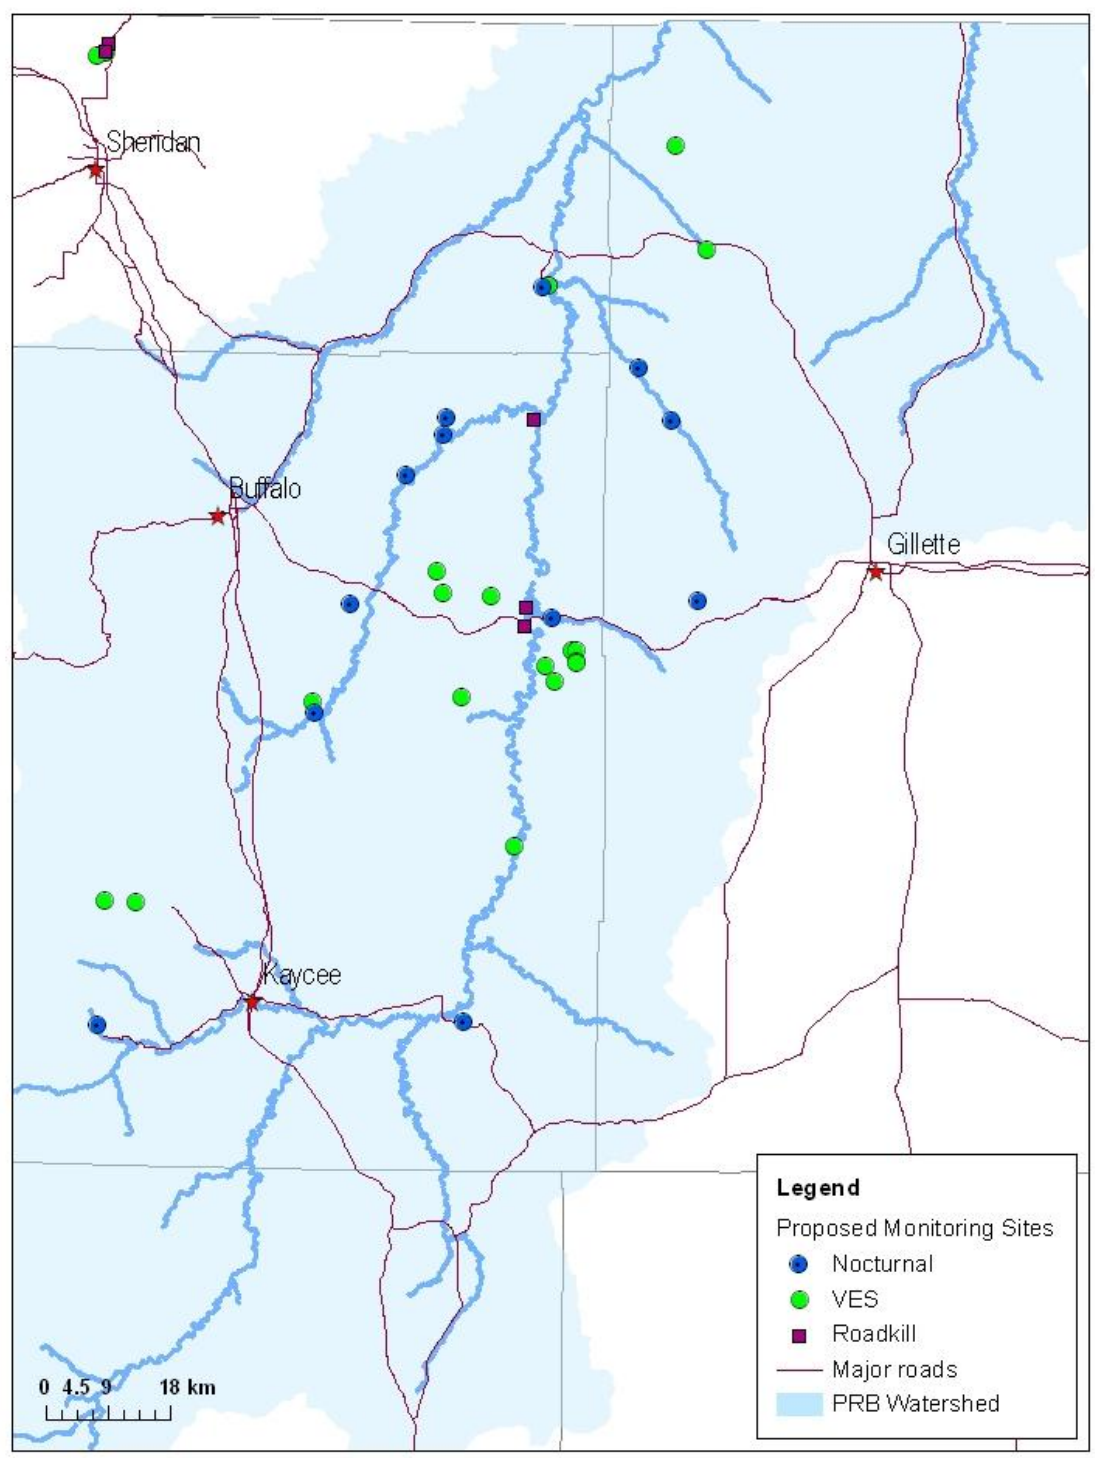 Sheridan
Buffalo
Gillette
Kaycee
Legend
Proposed Monitoring Sites
Nocturnal
VES
Roadkill
Major roads
PRB Watershed
0 4.5 9 18 km